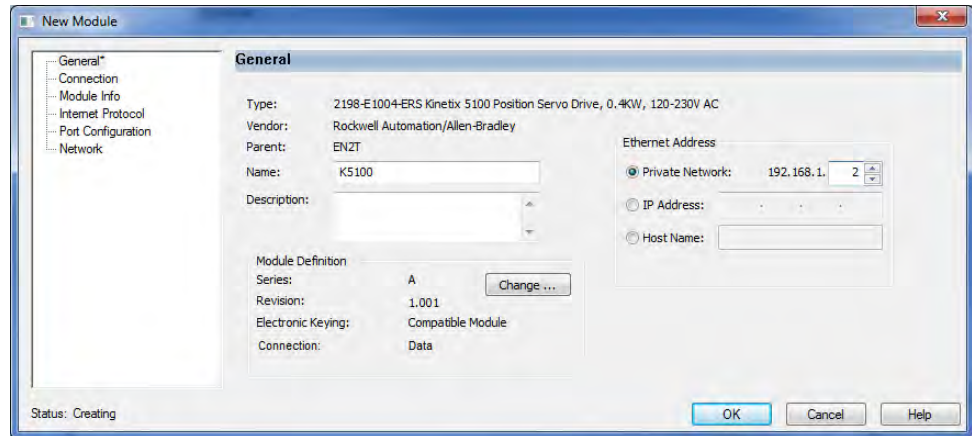 New Module
General*
Connection
Module Info
Internet Protocol
Port Configuration
Network
General
Type: 2198-E1004-ERS Kinetix 5100 Position Servo Drive, 0.4KW, 120-230V AC
Vendor: Rockwell Automation/Allen-Bradley
Parent: EN2T
Name: K5100
Description:
Ethernet Address
Private Network: 192.168.1. 2
IP Address: . . .
Host Name:
Module Definition
Series: A
Change ...
Revision: 1.001
Electronic Keying: Compatible Module
Connection: Data
Status: Creating
OK Cancel Help